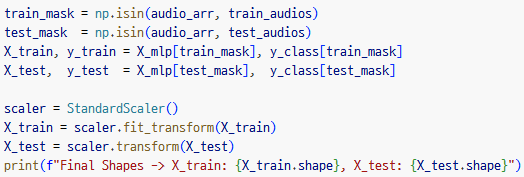 train_mask = np.isin(audio_arr, train_audios)
test_mask  = np.isin(audio_arr, test_audios)
X_train, y_train = X_mlp[train_mask], y_class[train_mask]
X_test,  y_test  = X_mlp[test_mask],  y_class[test_mask]

scaler = StandardScaler()
X_train = scaler.fit_transform(X_train)
X_test = scaler.transform(X_test)
print(f"Final Shapes -> X_train: {X_train.shape}, X_test: {X_test.shape}")